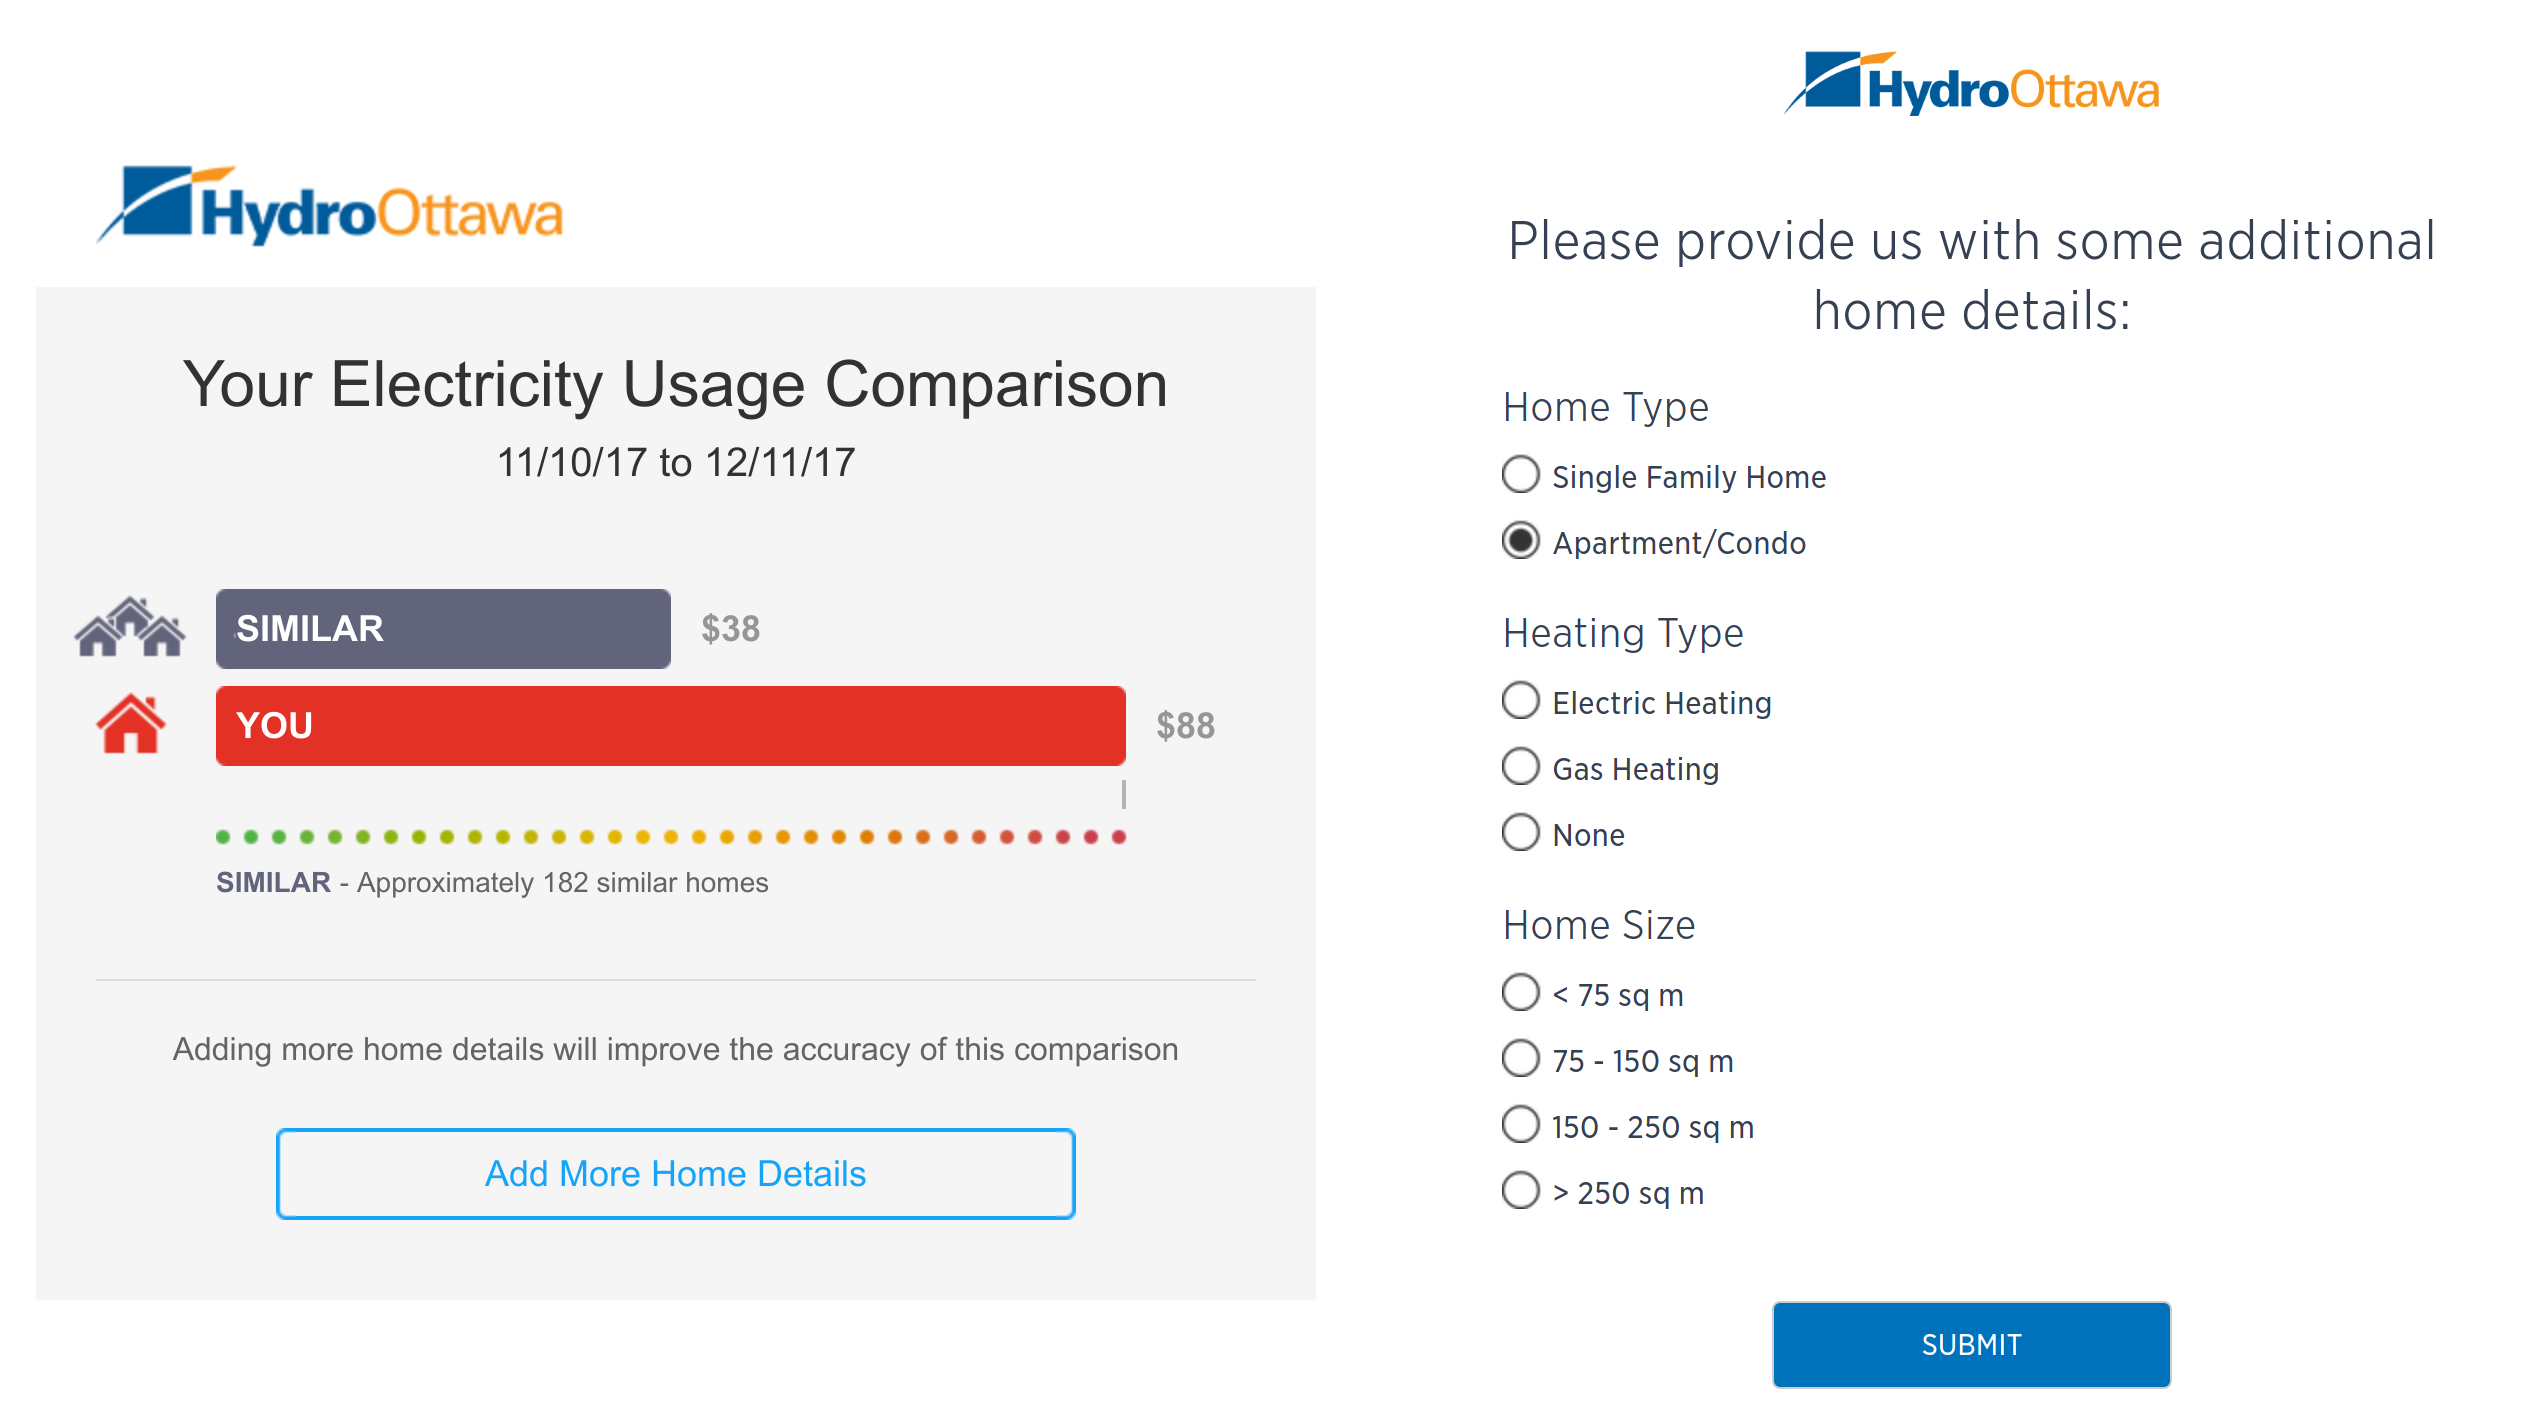 HydroOttawa
Your Electricity Usage Comparison
11/10/17 to 12/11/17
SIMILAR
$38
YOU
$88
SIMILAR - Approximately 182 similar homes
Adding more home details will improve the accuracy of this comparison
Add More Home Details
HydroOttawa
Please provide us with some additional
home details:
Home Type
Single Family Home
Apartment/Condo
Heating Type
Electric Heating
Gas Heating
None
Home Size
< 75 sq m
75 - 150 sq m
150 - 250 sq m
> 250 sq m
SUBMIT